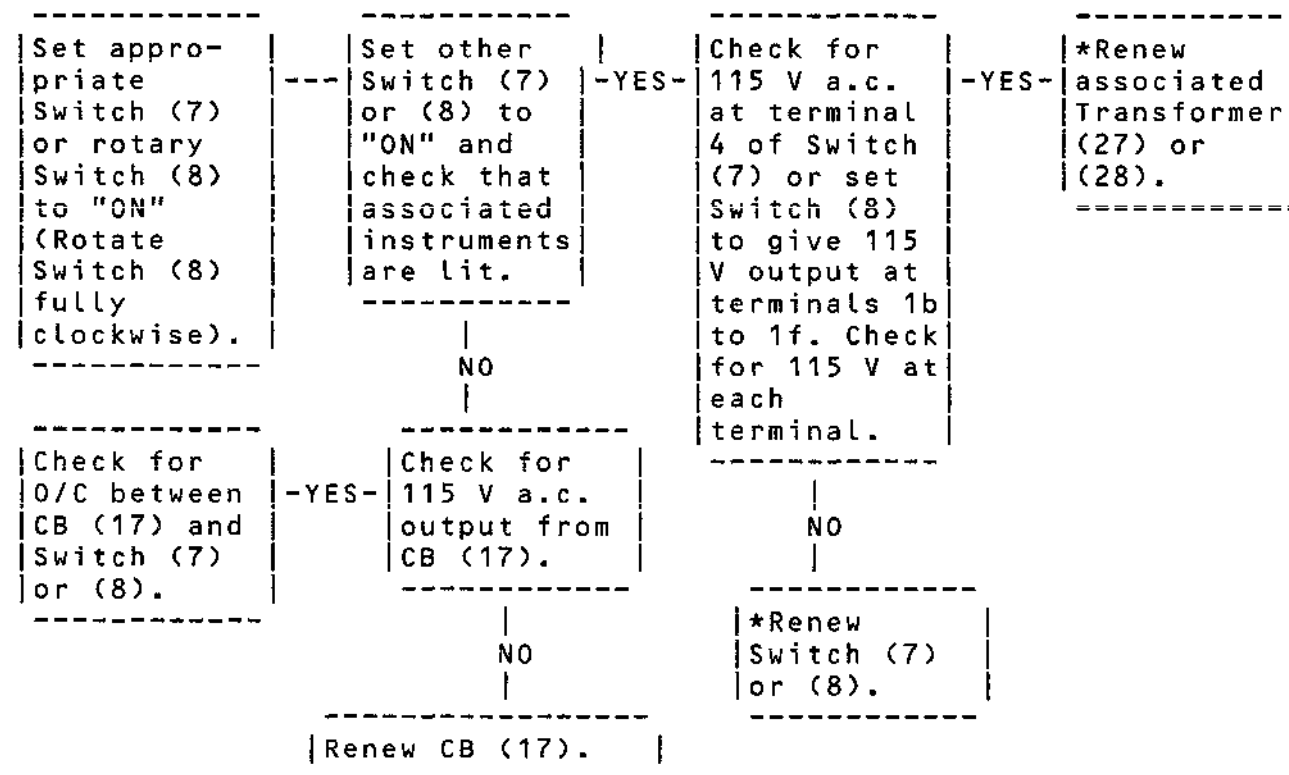 Set appro-
priate
Switch (7)
or rotary
Switch (8)
to "ON"
(Rotate
Switch (8)
fully
clockwise).
Set other
Switch (7)
or (8) to
"ON" and
check that
associated
instruments
are lit.
YES
Check for
115 V a.c.
at terminal
4 of Switch
(7) or set
Switch (8)
to give 115
V output at
terminals 1b
to 1f. Check
for 115 V at
each
terminal.
YES
*Renew
associated
Transformer
(27) or
(28).
NO
NO
Check for
O/C between
CB (17) and
Switch (7)
or (8).
YES
Check for
115 V a.c.
output from
CB (17).
NO
*Renew
Switch (7)
or (8).
Renew CB (17).